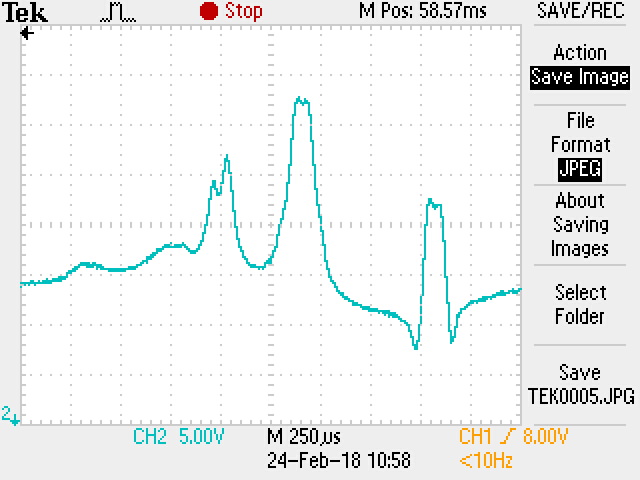 Tek Stop M Pos: 58.57ms SAVE/REC
Action
Save Image
File
Format
JPEG
About
Saving
Images
Select
Folder
Save
TEK0005.JPG
2
CH2 5.00V M 250µs CH1 8.00V
24-Feb-18 10:58 <10Hz